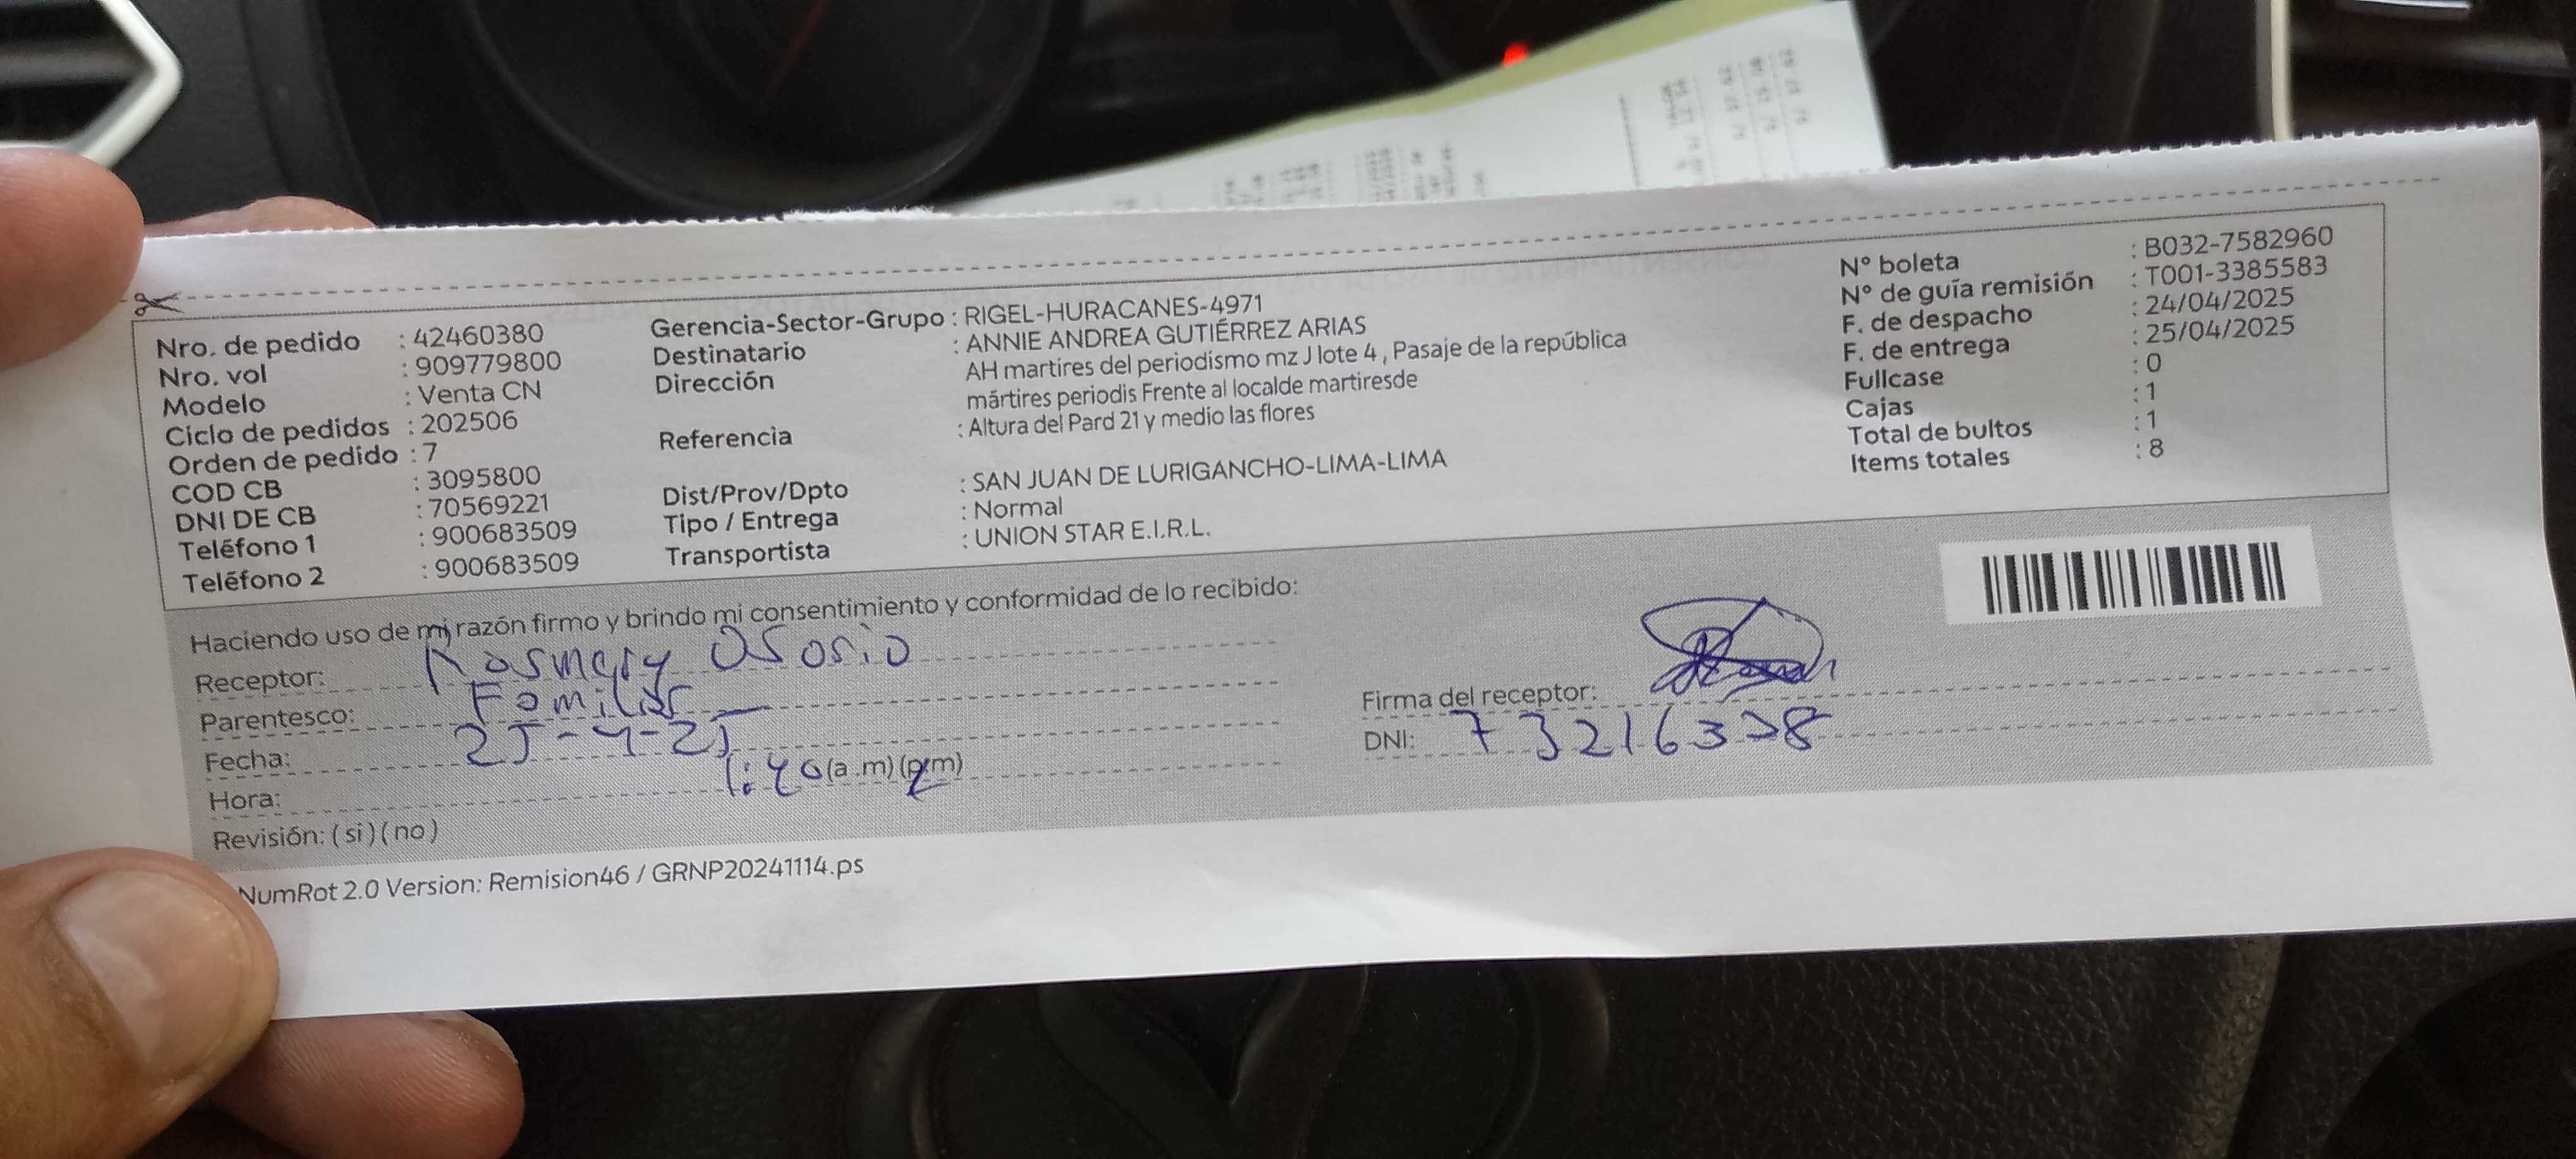 Nro. de pedido : 42460380
Nro. vol : 909779800
Modelo : Venta CN
Ciclo de pedidos : 202506
Orden de pedido : 7
COD CB : 3095800
DNI DE CB : 70569221
Teléfono 1 : 900683509
Teléfono 2 : 900683509
Gerencia-Sector-Grupo : RIGEL-HURACANES-4971
Destinatario : ANNIE ANDREA GUTIÉRREZ ARIAS
Dirección AH martires del periodismo mz J lote 4 , Pasaje de la república
mártires periodis Frente al localde martiresde
Referencia : Altura del Pard 21 y medio las flores
Dist/Prov/Dpto : SAN JUAN DE LURIGANCHO-LIMA-LIMA
Tipo / Entrega : Normal
Transportista : UNION STAR E.I.R.L.
N° boleta : B032-7582960
N° de guía remisión : T001-3385583
F. de despacho : 24/04/2025
F. de entrega : 25/04/2025
Fullcase : 0
Cajas : 1
Total de bultos : 1
Items totales : 8
Haciendo uso de mi razón firmo y brindo mi consentimiento y conformidad de lo recibido:
Receptor: Rosmery Osorio
Parentesco: Familiar
Fecha: 25-4-25
Hora: 1:40 (a.m) (p.m)
Revisión: (si) (no)
Firma del receptor:
DNI: 73216338
NumRot 2.0 Version: Remision46 / GRNP20241114.ps